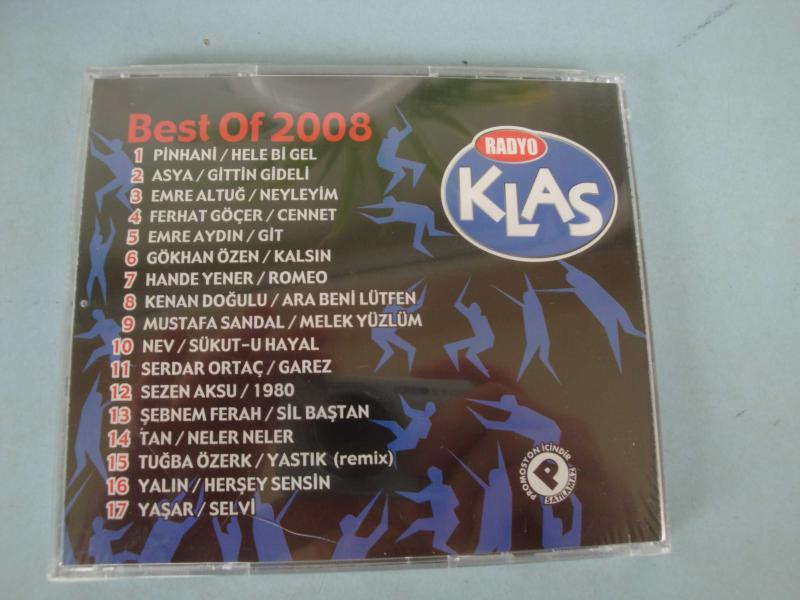 Best Of 2008
RADYO
KLAS
1 PİNHANİ / HELE Bİ GEL
2 ASYA / GİTTİN GİDELİ
3 EMRE ALTUĞ / NEYLEYİM
4 FERHAT GÖÇER / CENNET
5 EMRE AYDIN / GİT
6 GÖKHAN ÖZEN / KALSIN
7 HANDE YENER / ROMEO
8 KENAN DOĞULU / ARA BENİ LÜTFEN
9 MUSTAFA SANDAL / MELEK YÜZLÜM
10 NEV / SÜKUT-U HAYAL
11 SERDAR ORTAÇ / GAREZ
12 SEZEN AKSU / 1980
13 ŞEBNEM FERAH / SİL BAŞTAN
14 TAN / NELER NELER
15 TUĞBA ÖZERK / YASTIK (remix)
16 YALIN / HERŞEY SENSİN
17 YAŞAR / SELVİ
PROMOSYON İÇİNDİR
P
SATILAMAZ